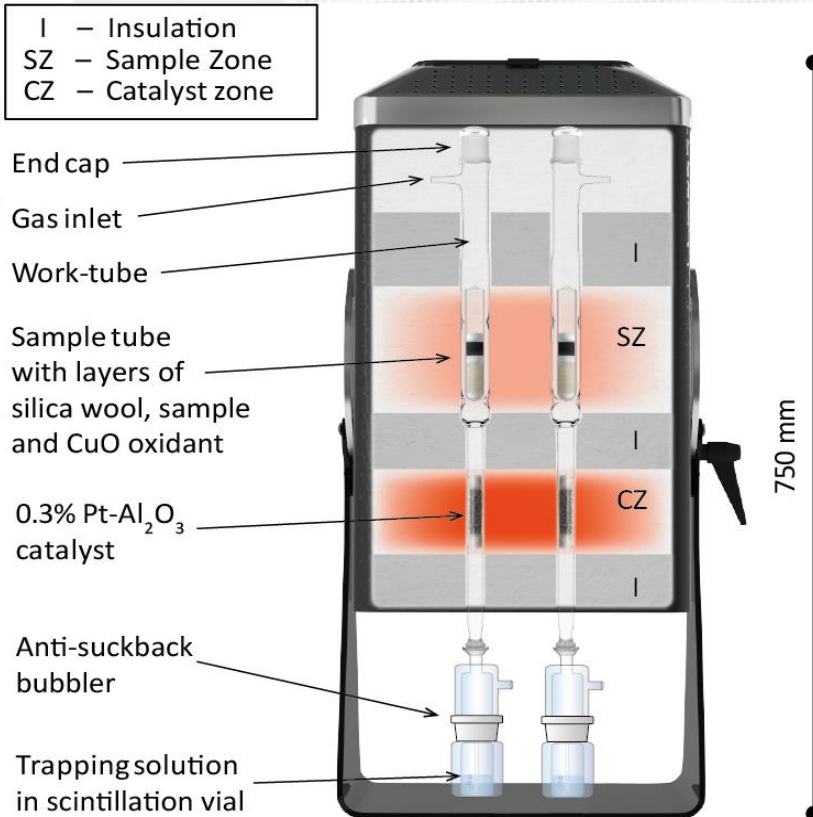 I – Insulation
SZ – Sample Zone
CZ – Catalyst zone
End cap
Gas inlet
Work-tube
Sample tube
with layers of
silica wool, sample
and CuO oxidant
0.3% Pt-Al₂O₃
catalyst
Anti-suckback
bubbler
Trapping solution
in scintillation vial
I
SZ
I
CZ
I
750 mm